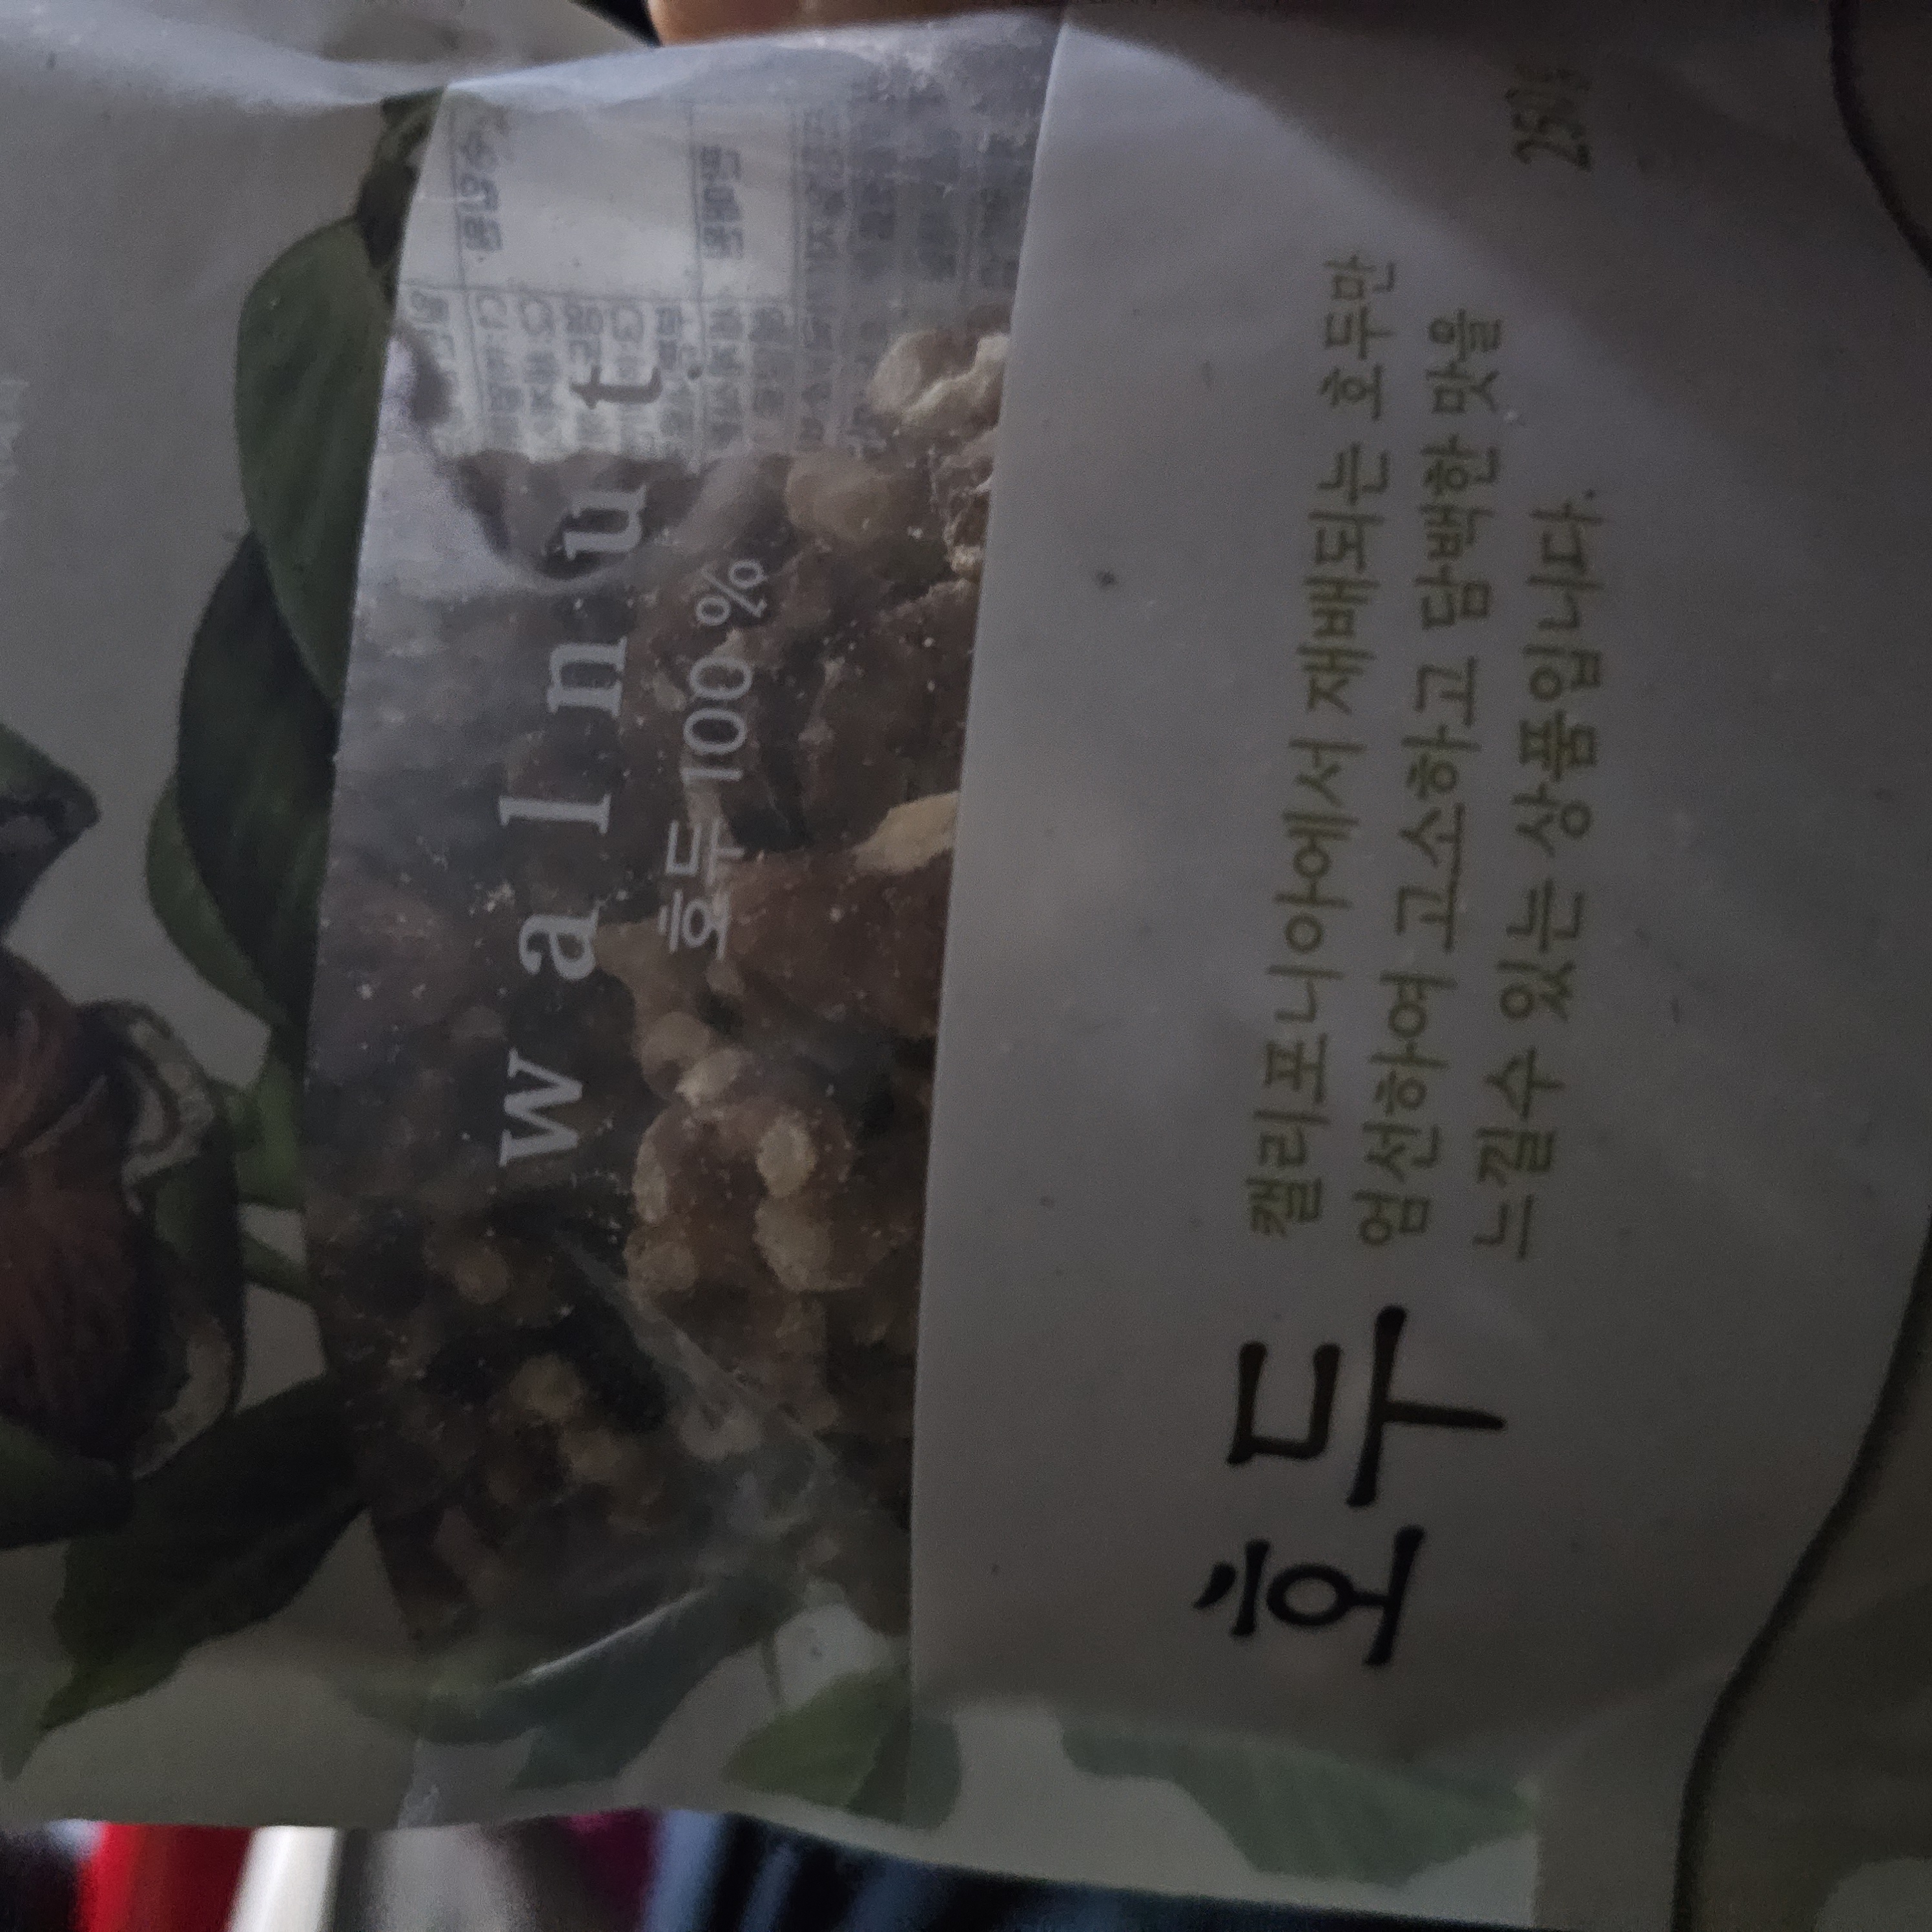 walnut
호두 100 %
호두
캘리포니아에서 재배되는 호두만
엄선하여 고소하고 담백한 맛을
느낄수 있는 상품입니다.
250g